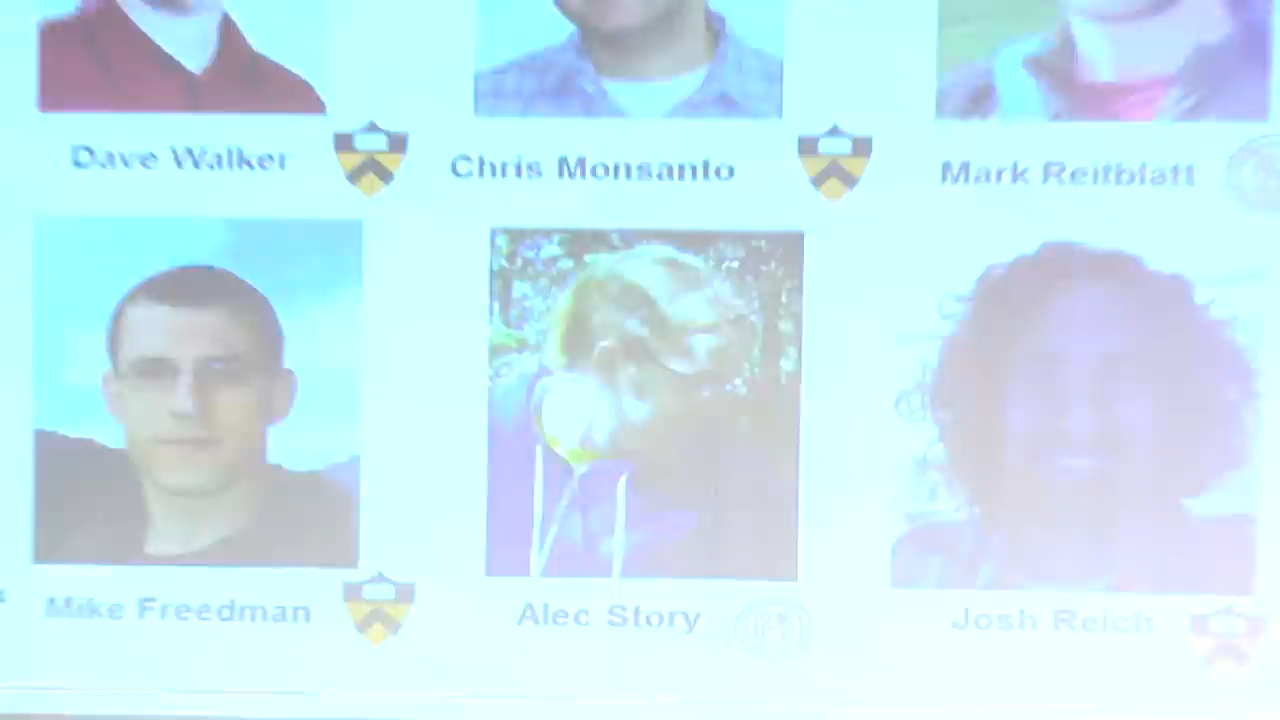 Dave Walker
Chris Monsanto
Mark Reitblatt
Mike Freedman
Alec Story
Josh Reich